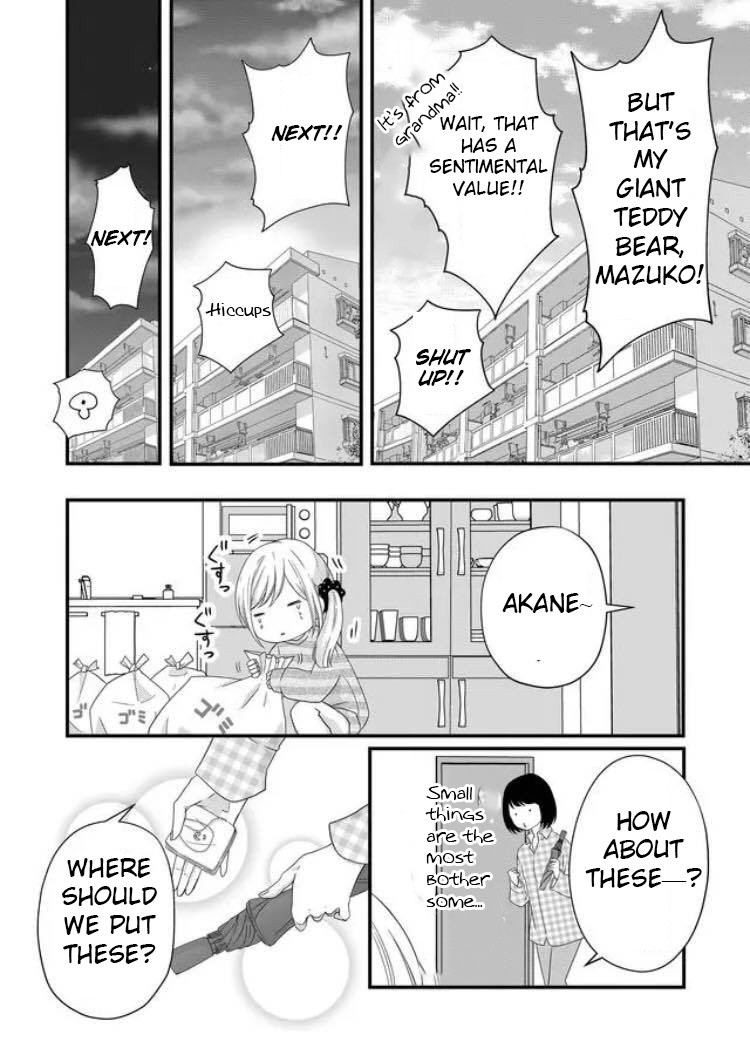 BUT
THAT'S
MY
GIANT
TEDDY
BEAR,
MAZUKO!
It's from
Grandma!!
WAIT, THAT
HAS A
SENTIMENTAL
VALUE!!
SHUT
UP!!
NEXT!!
Hiccups
NEXT!
AKANE~
ぐすっ
ぐすっ
ゴミ
ゴミ
ゴミ
HOW
ABOUT
THESE—?
Small
things
are the
most
Bother
some...
WHERE
SHOULD
WE PUT
THESE?